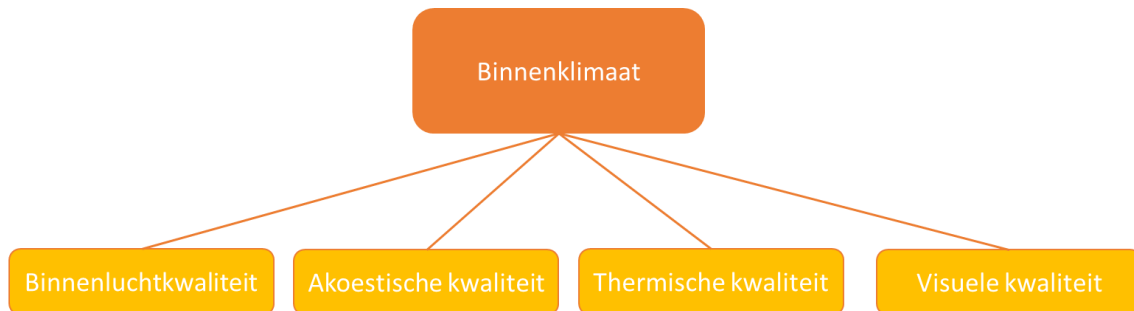 Binnenklimaat
Binnenluchtkwaliteit
Akoestische kwaliteit
Thermische kwaliteit
Visuele kwaliteit